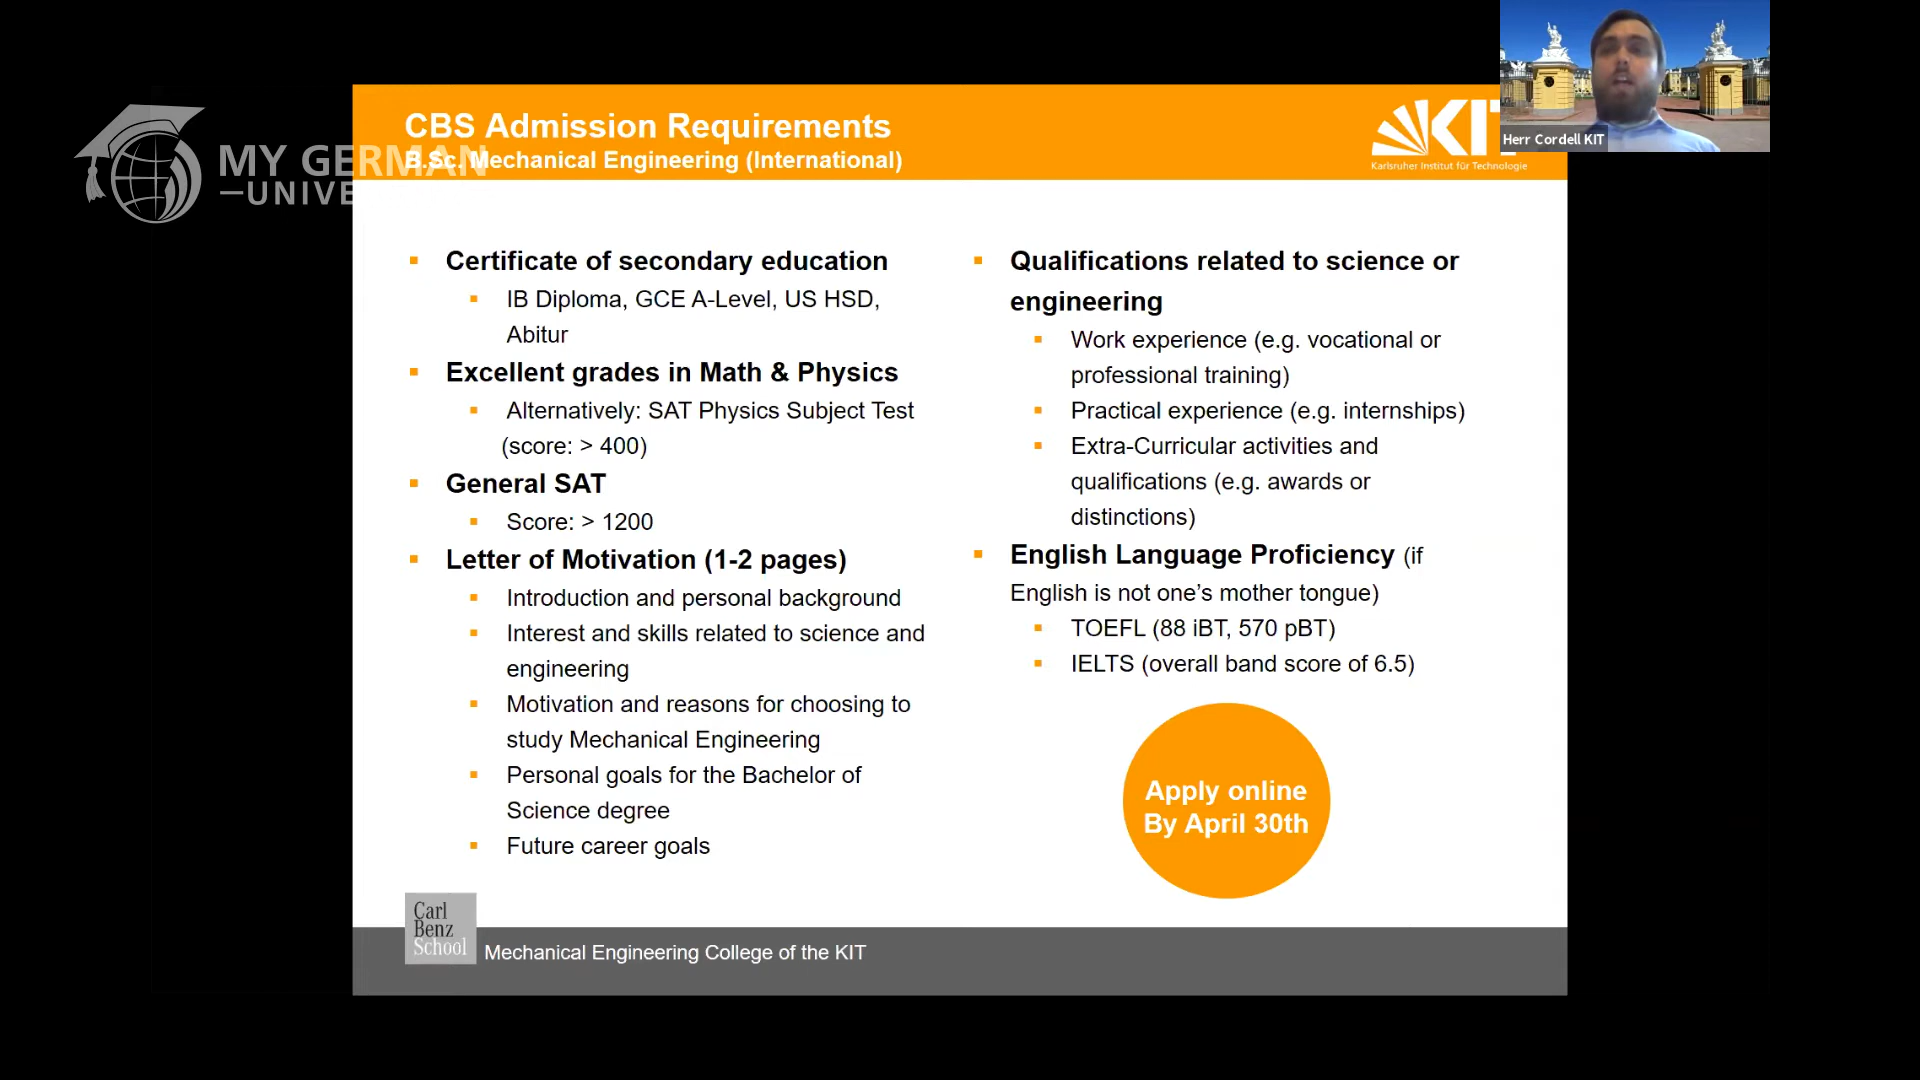 MY GERMAN
UNIVE
CBS Admission Requirements
B.Sc. Mechanical Engineering (International)
KIT
Karlsruher Institut für Technologie
Herr Cordell KIT
▪ Certificate of secondary education
▪ IB Diploma, GCE A-Level, US HSD,
Abitur
▪ Excellent grades in Math & Physics
▪ Alternatively: SAT Physics Subject Test
(score: > 400)
▪ General SAT
▪ Score: > 1200
▪ Letter of Motivation (1-2 pages)
▪ Introduction and personal background
▪ Interest and skills related to science and
engineering
▪ Motivation and reasons for choosing to
study Mechanical Engineering
▪ Personal goals for the Bachelor of
Science degree
▪ Future career goals
▪ Qualifications related to science or
engineering
▪ Work experience (e.g. vocational or
professional training)
▪ Practical experience (e.g. internships)
▪ Extra-Curricular activities and
qualifications (e.g. awards or
distinctions)
▪ English Language Proficiency (if
English is not one’s mother tongue)
▪ TOEFL (88 iBT, 570 pBT)
▪ IELTS (overall band score of 6.5)
Apply online
By April 30th
Carl
Benz
School
Mechanical Engineering College of the KIT